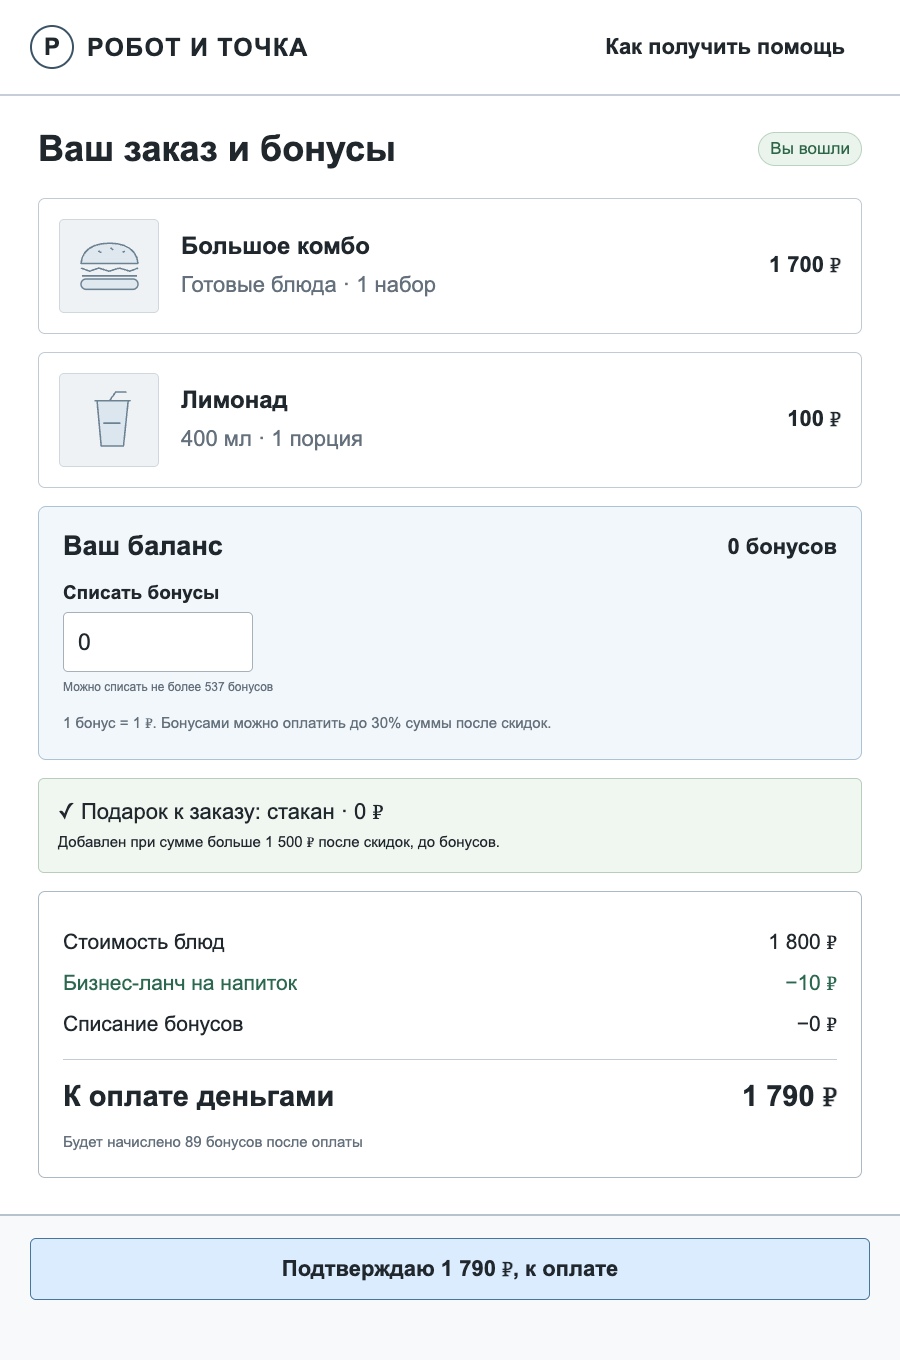 Р РОБОТ И ТОЧКА
Как получить помощь
Ваш заказ и бонусы
Вы вошли
Большое комбо
Готовые блюда · 1 набор
1 700 ₽
Лимонад
400 мл · 1 порция
100 ₽
Ваш баланс
0 бонусов
Списать бонусы
0
Можно списать не более 537 бонусов
1 бонус = 1 ₽. Бонусами можно оплатить до 30% суммы после скидок.
✓ Подарок к заказу: стакан · 0 ₽
Добавлен при сумме больше 1 500 ₽ после скидок, до бонусов.
Стоимость блюд 1 800 ₽
Бизнес-ланч на напиток −10 ₽
Списание бонусов −0 ₽
К оплате деньгами 1 790 ₽
Будет начислено 89 бонусов после оплаты
Подтверждаю 1 790 ₽, к оплате